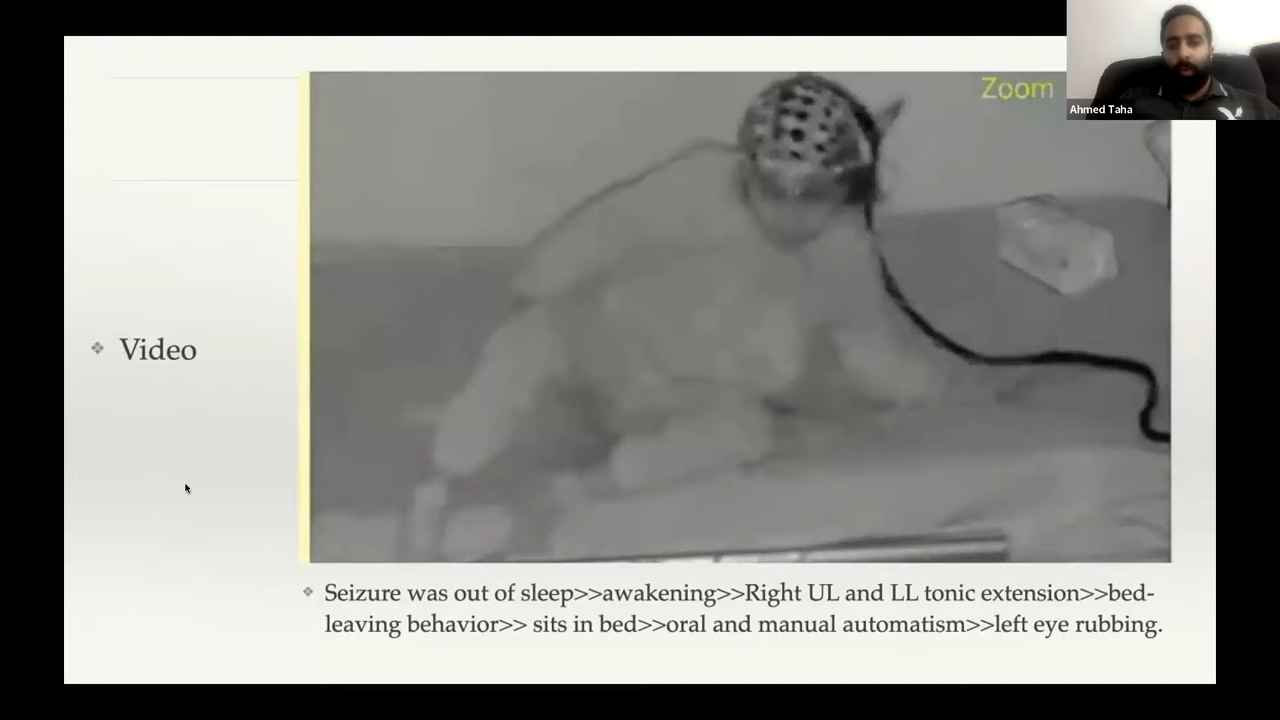 Zoom
Ahmed Taha
❖ Video
❖ Seizure was out of sleep>>awakening>>Right UL and LL tonic extension>>bed-
leaving behavior>> sits in bed>>oral and manual automatism>>left eye rubbing.